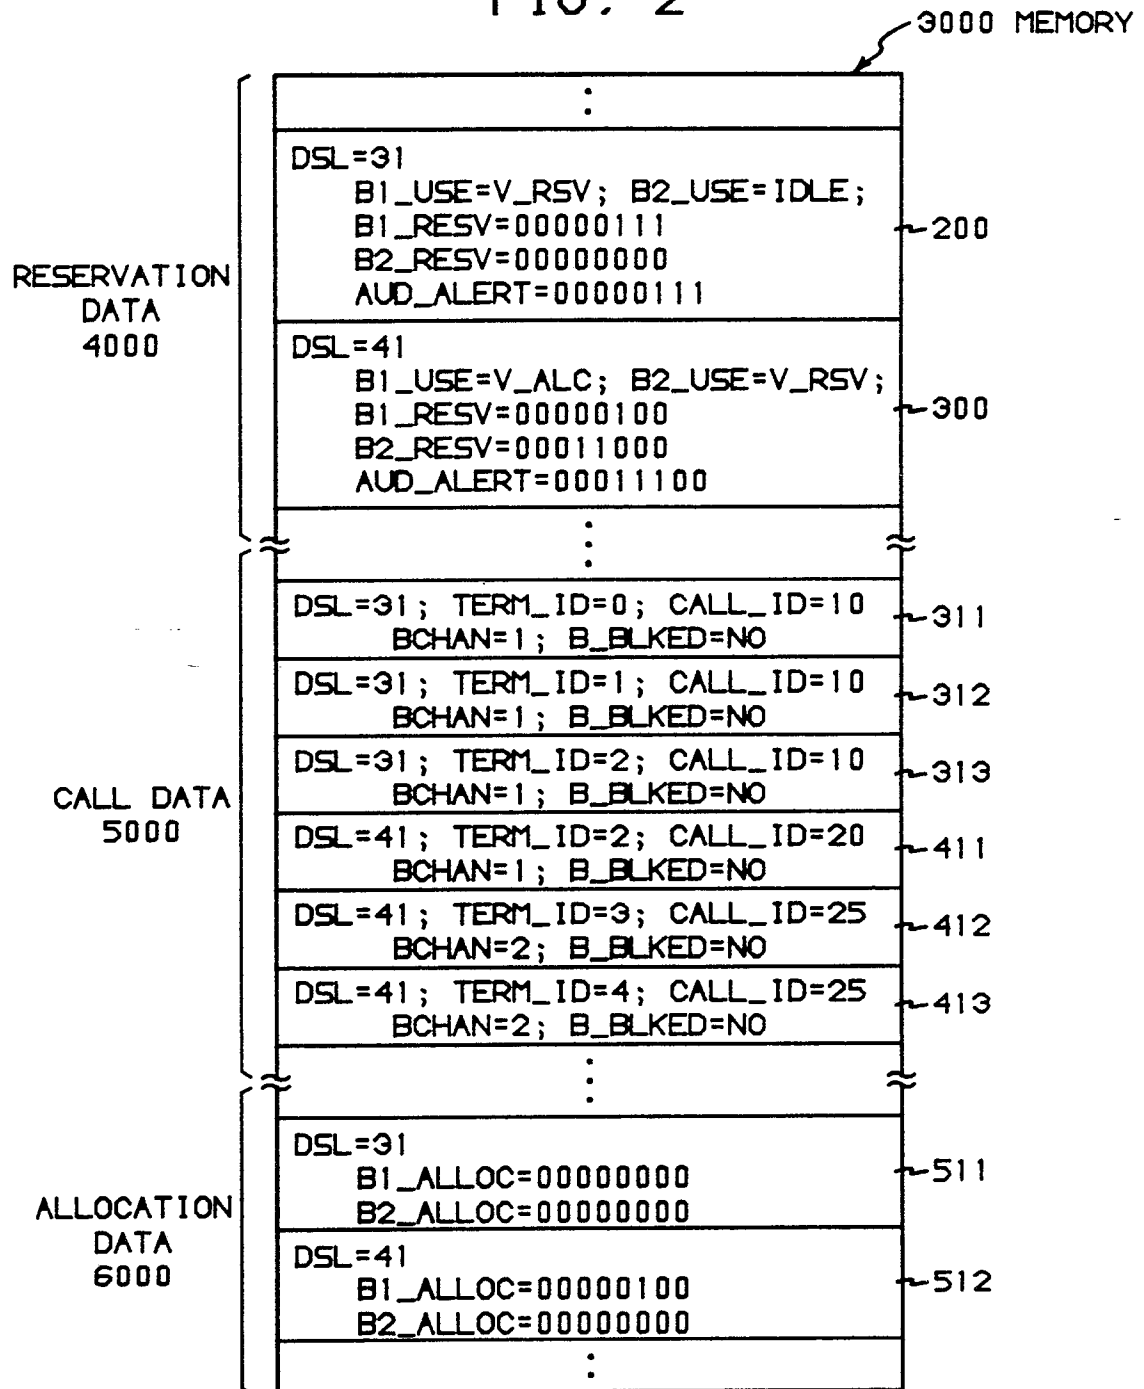 FIG. 2
3000 MEMORY
RESERVATION
DATA
4000
DSL=31
B1_USE=V_RSV; B2_USE=IDLE;
B1_RESV=00000111
B2_RESV=00000000
AUD_ALERT=00000111
200
DSL=41
B1_USE=V_ALC; B2_USE=V_RSV;
B1_RESV=00000100
B2_RESV=00011000
AUD_ALERT=00011100
300
CALL DATA
5000
DSL=31; TERM_ID=0; CALL_ID=10
BCHAN=1; B_BLKED=NO
311
DSL=31; TERM_ID=1; CALL_ID=10
BCHAN=1; B_BLKED=NO
312
DSL=31; TERM_ID=2; CALL_ID=10
BCHAN=1; B_BLKED=NO
313
DSL=41; TERM_ID=2; CALL_ID=20
BCHAN=1; B_BLKED=NO
411
DSL=41; TERM_ID=3; CALL_ID=25
BCHAN=2; B_BLKED=NO
412
DSL=41; TERM_ID=4; CALL_ID=25
BCHAN=2; B_BLKED=NO
413
ALLOCATION
DATA
6000
DSL=31
B1_ALLOC=00000000
B2_ALLOC=00000000
511
DSL=41
B1_ALLOC=00000100
B2_ALLOC=00000000
512